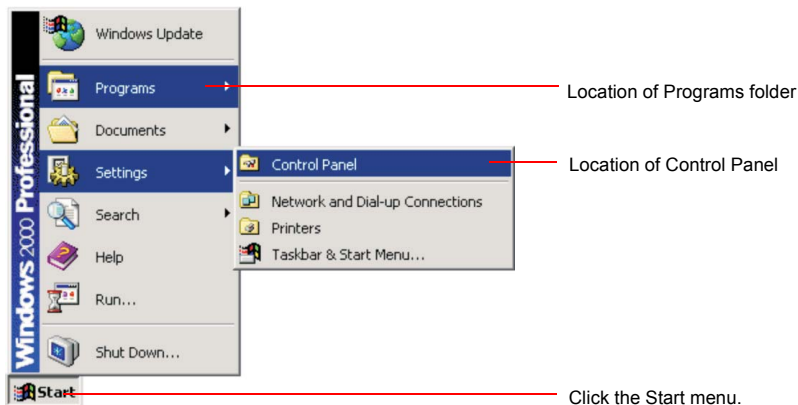 Windows 2000 Professional
Windows Update
Programs
Location of Programs folder
Documents
Settings
Control Panel
Location of Control Panel
Search
Network and Dial-up Connections
Printers
Help
Taskbar & Start Menu...
Run...
Shut Down...
Start
Click the Start menu.